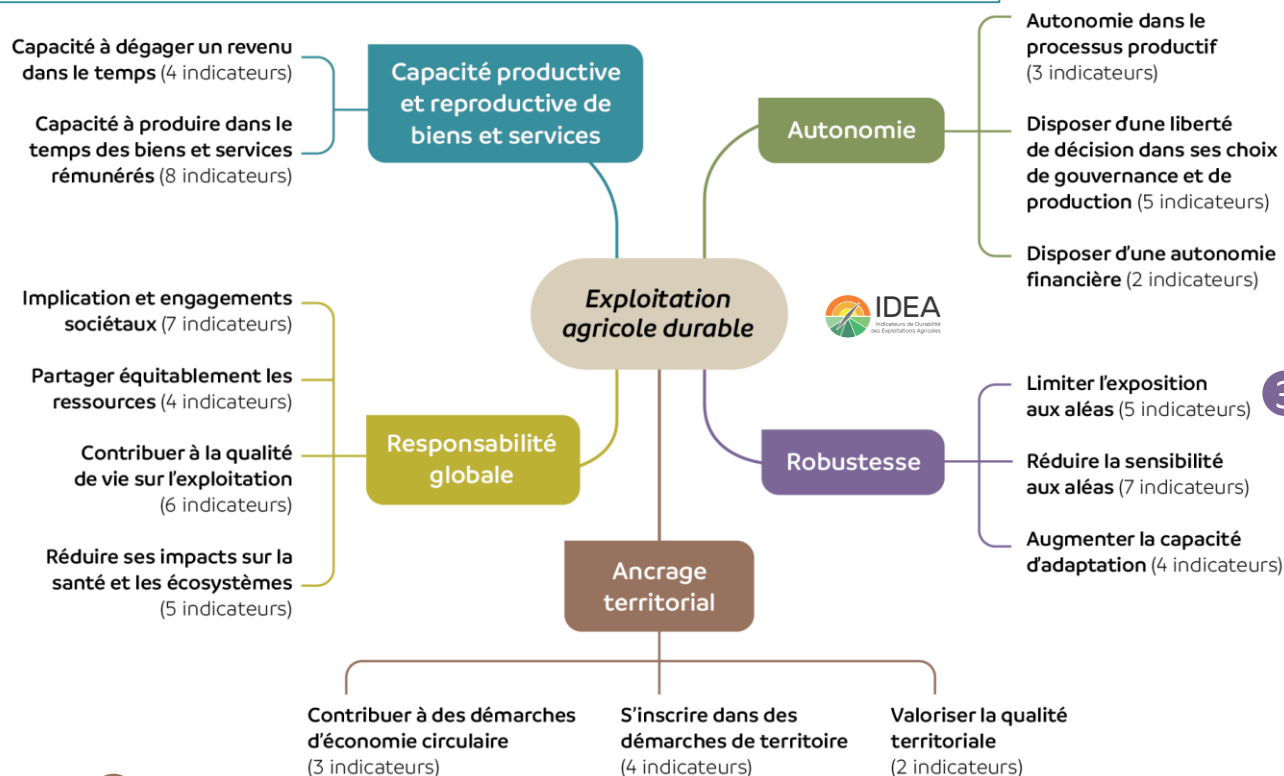 Capacité à dégager un revenu
dans le temps (4 indicateurs)
Capacité à produire dans le
temps des biens et services
rémunérés (8 indicateurs)
Capacité productive
et reproductive de
biens et services
Autonomie
Autonomie dans le
processus productif
(3 indicateurs)
Disposer d'une liberté
de décision dans ses choix
de gouvernance et de
production (5 indicateurs)
Disposer d'une autonomie
financière (2 indicateurs)
Exploitation
agricole durable
IDEA
Indicateurs de Durabilité
des Exploitations Agricoles
Implication et engagements
sociétaux (7 indicateurs)
Partager équitablement les
ressources (4 indicateurs)
Contribuer à la qualité
de vie sur l'exploitation
(6 indicateurs)
Réduire ses impacts sur la
santé et les écosystèmes
(5 indicateurs)
Responsabilité
globale
Robustesse
Limiter l'exposition
aux aléas (5 indicateurs)
3
Réduire la sensibilité
aux aléas (7 indicateurs)
Augmenter la capacité
d'adaptation (4 indicateurs)
Ancrage
territorial
Contribuer à des démarches
d'économie circulaire
(3 indicateurs)
S'inscrire dans des
démarches de territoire
(4 indicateurs)
Valoriser la qualité
territoriale
(2 indicateurs)